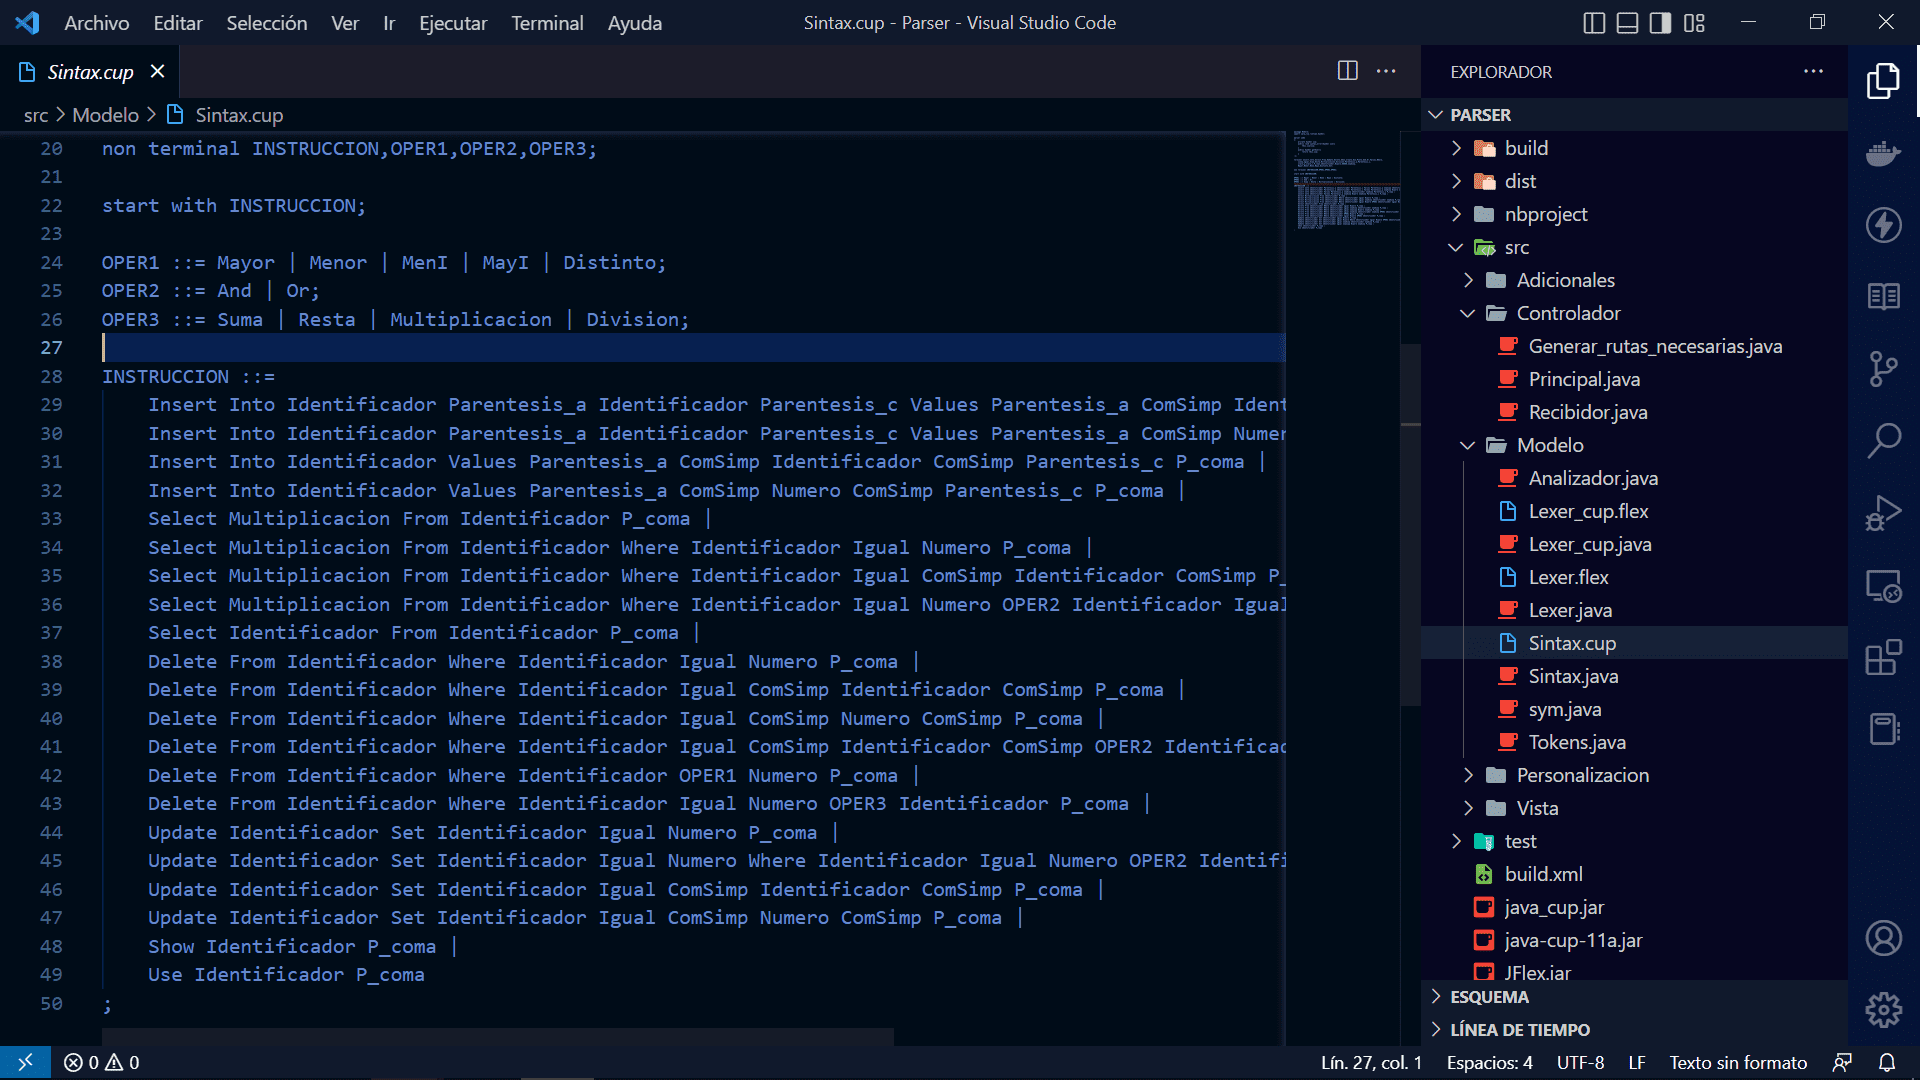 Archivo Editar Selección Ver Ir Ejecutar Terminal Ayuda
Sintax.cup - Parser - Visual Studio Code
Sintax.cup
src > Modelo > Sintax.cup
20 non terminal INSTRUCCION,OPER1,OPER2,OPER3;
21
22 start with INSTRUCCION;
23
24 OPER1 ::= Mayor | Menor | MenI | MayI | Distinto;
25 OPER2 ::= And | Or;
26 OPER3 ::= Suma | Resta | Multiplicacion | Division;
27
28 INSTRUCCION ::=
29 Insert Into Identificador Parentesis_a Identificador Parentesis_c Values Parentesis_a ComSimp Ident
30 Insert Into Identificador Parentesis_a Identificador Parentesis_c Values Parentesis_a ComSimp Numer
31 Insert Into Identificador Values Parentesis_a ComSimp Identificador ComSimp Parentesis_c P_coma |
32 Insert Into Identificador Values Parentesis_a ComSimp Numero ComSimp Parentesis_c P_coma |
33 Select Multiplicacion From Identificador P_coma |
34 Select Multiplicacion From Identificador Where Identificador Igual Numero P_coma |
35 Select Multiplicacion From Identificador Where Identificador Igual ComSimp Identificador ComSimp P_
36 Select Multiplicacion From Identificador Where Identificador Igual Numero OPER2 Identificador Igual
37 Select Identificador From Identificador P_coma |
38 Delete From Identificador Where Identificador Igual Numero P_coma |
39 Delete From Identificador Where Identificador Igual ComSimp Identificador ComSimp P_coma |
40 Delete From Identificador Where Identificador Igual ComSimp Numero ComSimp P_coma |
41 Delete From Identificador Where Identificador Igual ComSimp Identificador ComSimp OPER2 Identificad
42 Delete From Identificador Where Identificador OPER1 Numero P_coma |
43 Delete From Identificador Where Identificador Igual Numero OPER3 Identificador P_coma |
44 Update Identificador Set Identificador Igual Numero P_coma |
45 Update Identificador Set Identificador Igual Numero Where Identificador Igual Numero OPER2 Identifi
46 Update Identificador Set Identificador Igual ComSimp Identificador ComSimp P_coma |
47 Update Identificador Set Identificador Igual ComSimp Numero ComSimp P_coma |
48 Show Identificador P_coma |
49 Use Identificador P_coma
50 ;
EXPLORADOR
PARSER
build
dist
nbproject
src
Adicionales
Controlador
Generar_rutas_necesarias.java
Principal.java
Recibidor.java
Modelo
Analizador.java
Lexer_cup.flex
Lexer_cup.java
Lexer.flex
Lexer.java
Sintax.cup
Sintax.java
sym.java
Tokens.java
Personalizacion
Vista
test
build.xml
java_cup.jar
java-cup-11a.jar
JFlex.jar
ESQUEMA
LÍNEA DE TIEMPO
0 0
Lín. 27, col. 1 Espacios: 4 UTF-8 LF Texto sin formato